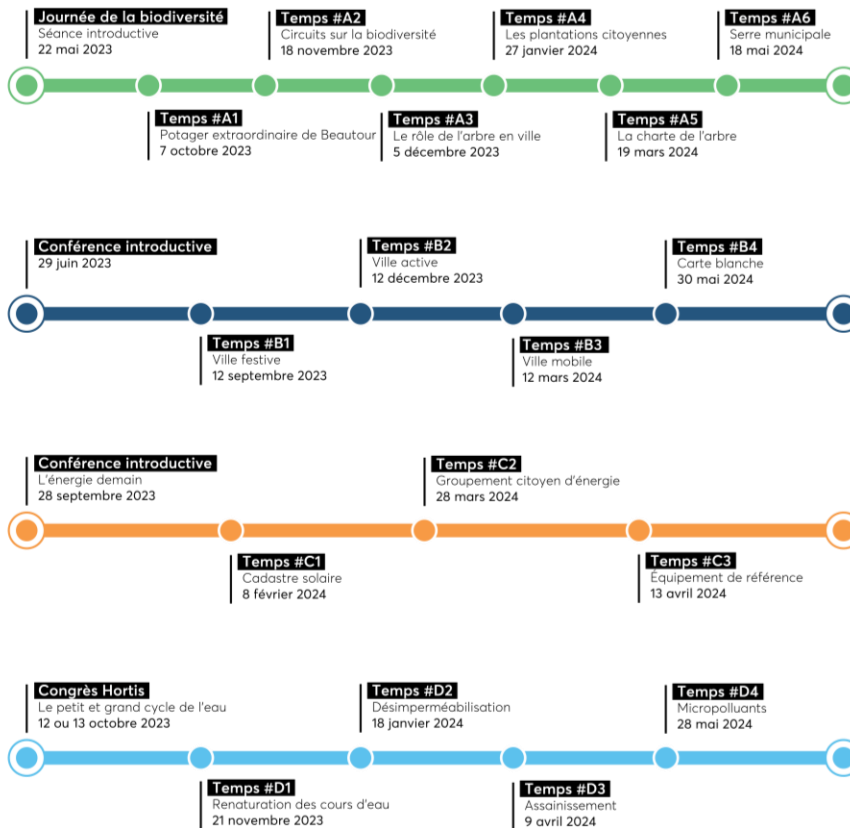 Journée de la biodiversité
Séance introductive
22 mai 2023
Temps #A2
Circuits sur la biodiversité
18 novembre 2023
Temps #A4
Les plantations citoyennes
27 janvier 2024
Temps #A6
Serre municipale
18 mai 2024
Temps #A1
Potager extraordinaire de Beautour
7 octobre 2023
Temps #A3
Le rôle de l'arbre en ville
5 décembre 2023
Temps #A5
La charte de l'arbre
19 mars 2024
Conférence introductive
29 juin 2023
Temps #B2
Ville active
12 décembre 2023
Temps #B4
Carte blanche
30 mai 2024
Temps #B1
Ville festive
12 septembre 2023
Temps #B3
Ville mobile
12 mars 2024
Conférence introductive
L'énergie demain
28 septembre 2023
Temps #C2
Groupement citoyen d'énergie
28 mars 2024
Temps #C1
Cadastre solaire
8 février 2024
Temps #C3
Équipement de référence
13 avril 2024
Congrès Hortis
Le petit et grand cycle de l'eau
12 ou 13 octobre 2023
Temps #D2
Désimperméabilisation
18 janvier 2024
Temps #D4
Micropolluants
28 mai 2024
Temps #D1
Renaturation des cours d'eau
21 novembre 2023
Temps #D3
Assainissement
9 avril 2024